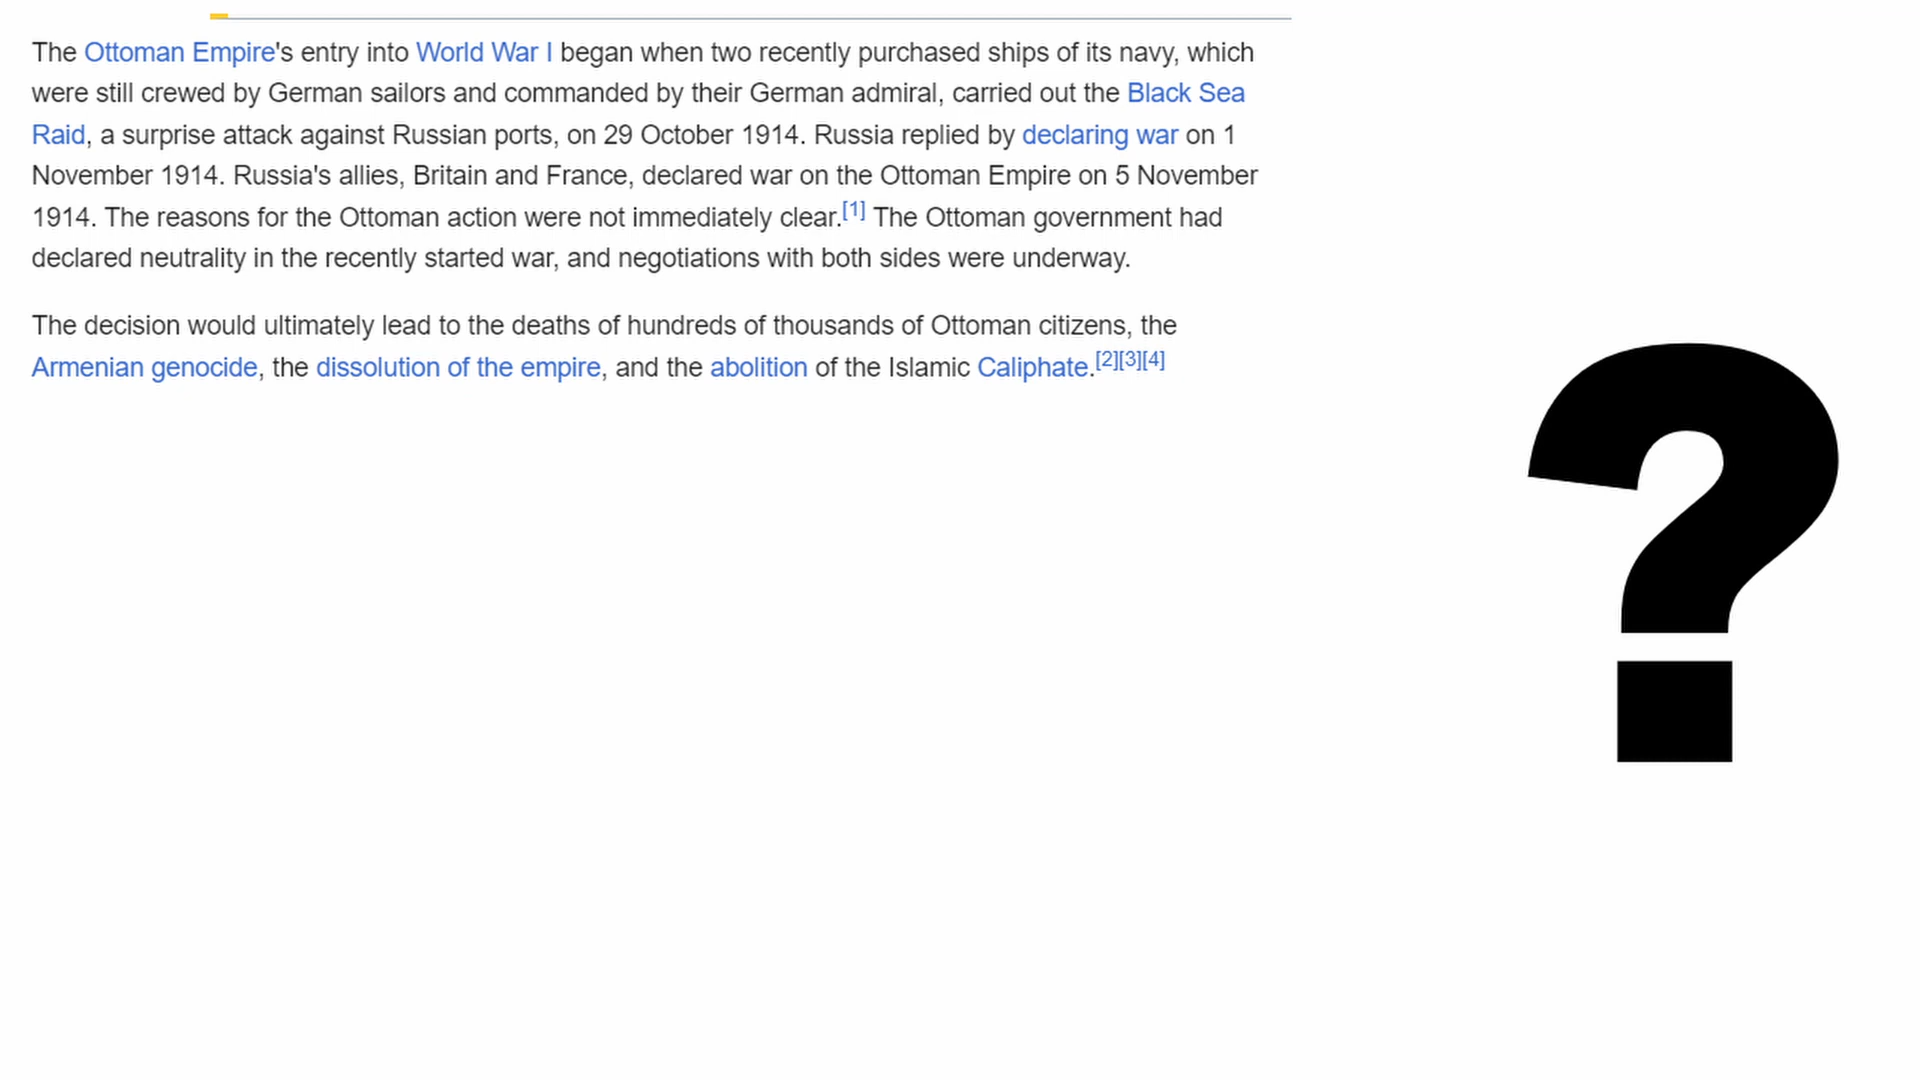 The Ottoman Empire's entry into World War I began when two recently purchased ships of its navy, which
were still crewed by German sailors and commanded by their German admiral, carried out the Black Sea
Raid, a surprise attack against Russian ports, on 29 October 1914. Russia replied by declaring war on 1
November 1914. Russia's allies, Britain and France, declared war on the Ottoman Empire on 5 November
1914. The reasons for the Ottoman action were not immediately clear.[1] The Ottoman government had
declared neutrality in the recently started war, and negotiations with both sides were underway.
The decision would ultimately lead to the deaths of hundreds of thousands of Ottoman citizens, the
Armenian genocide, the dissolution of the empire, and the abolition of the Islamic Caliphate.[2][3][4]
?